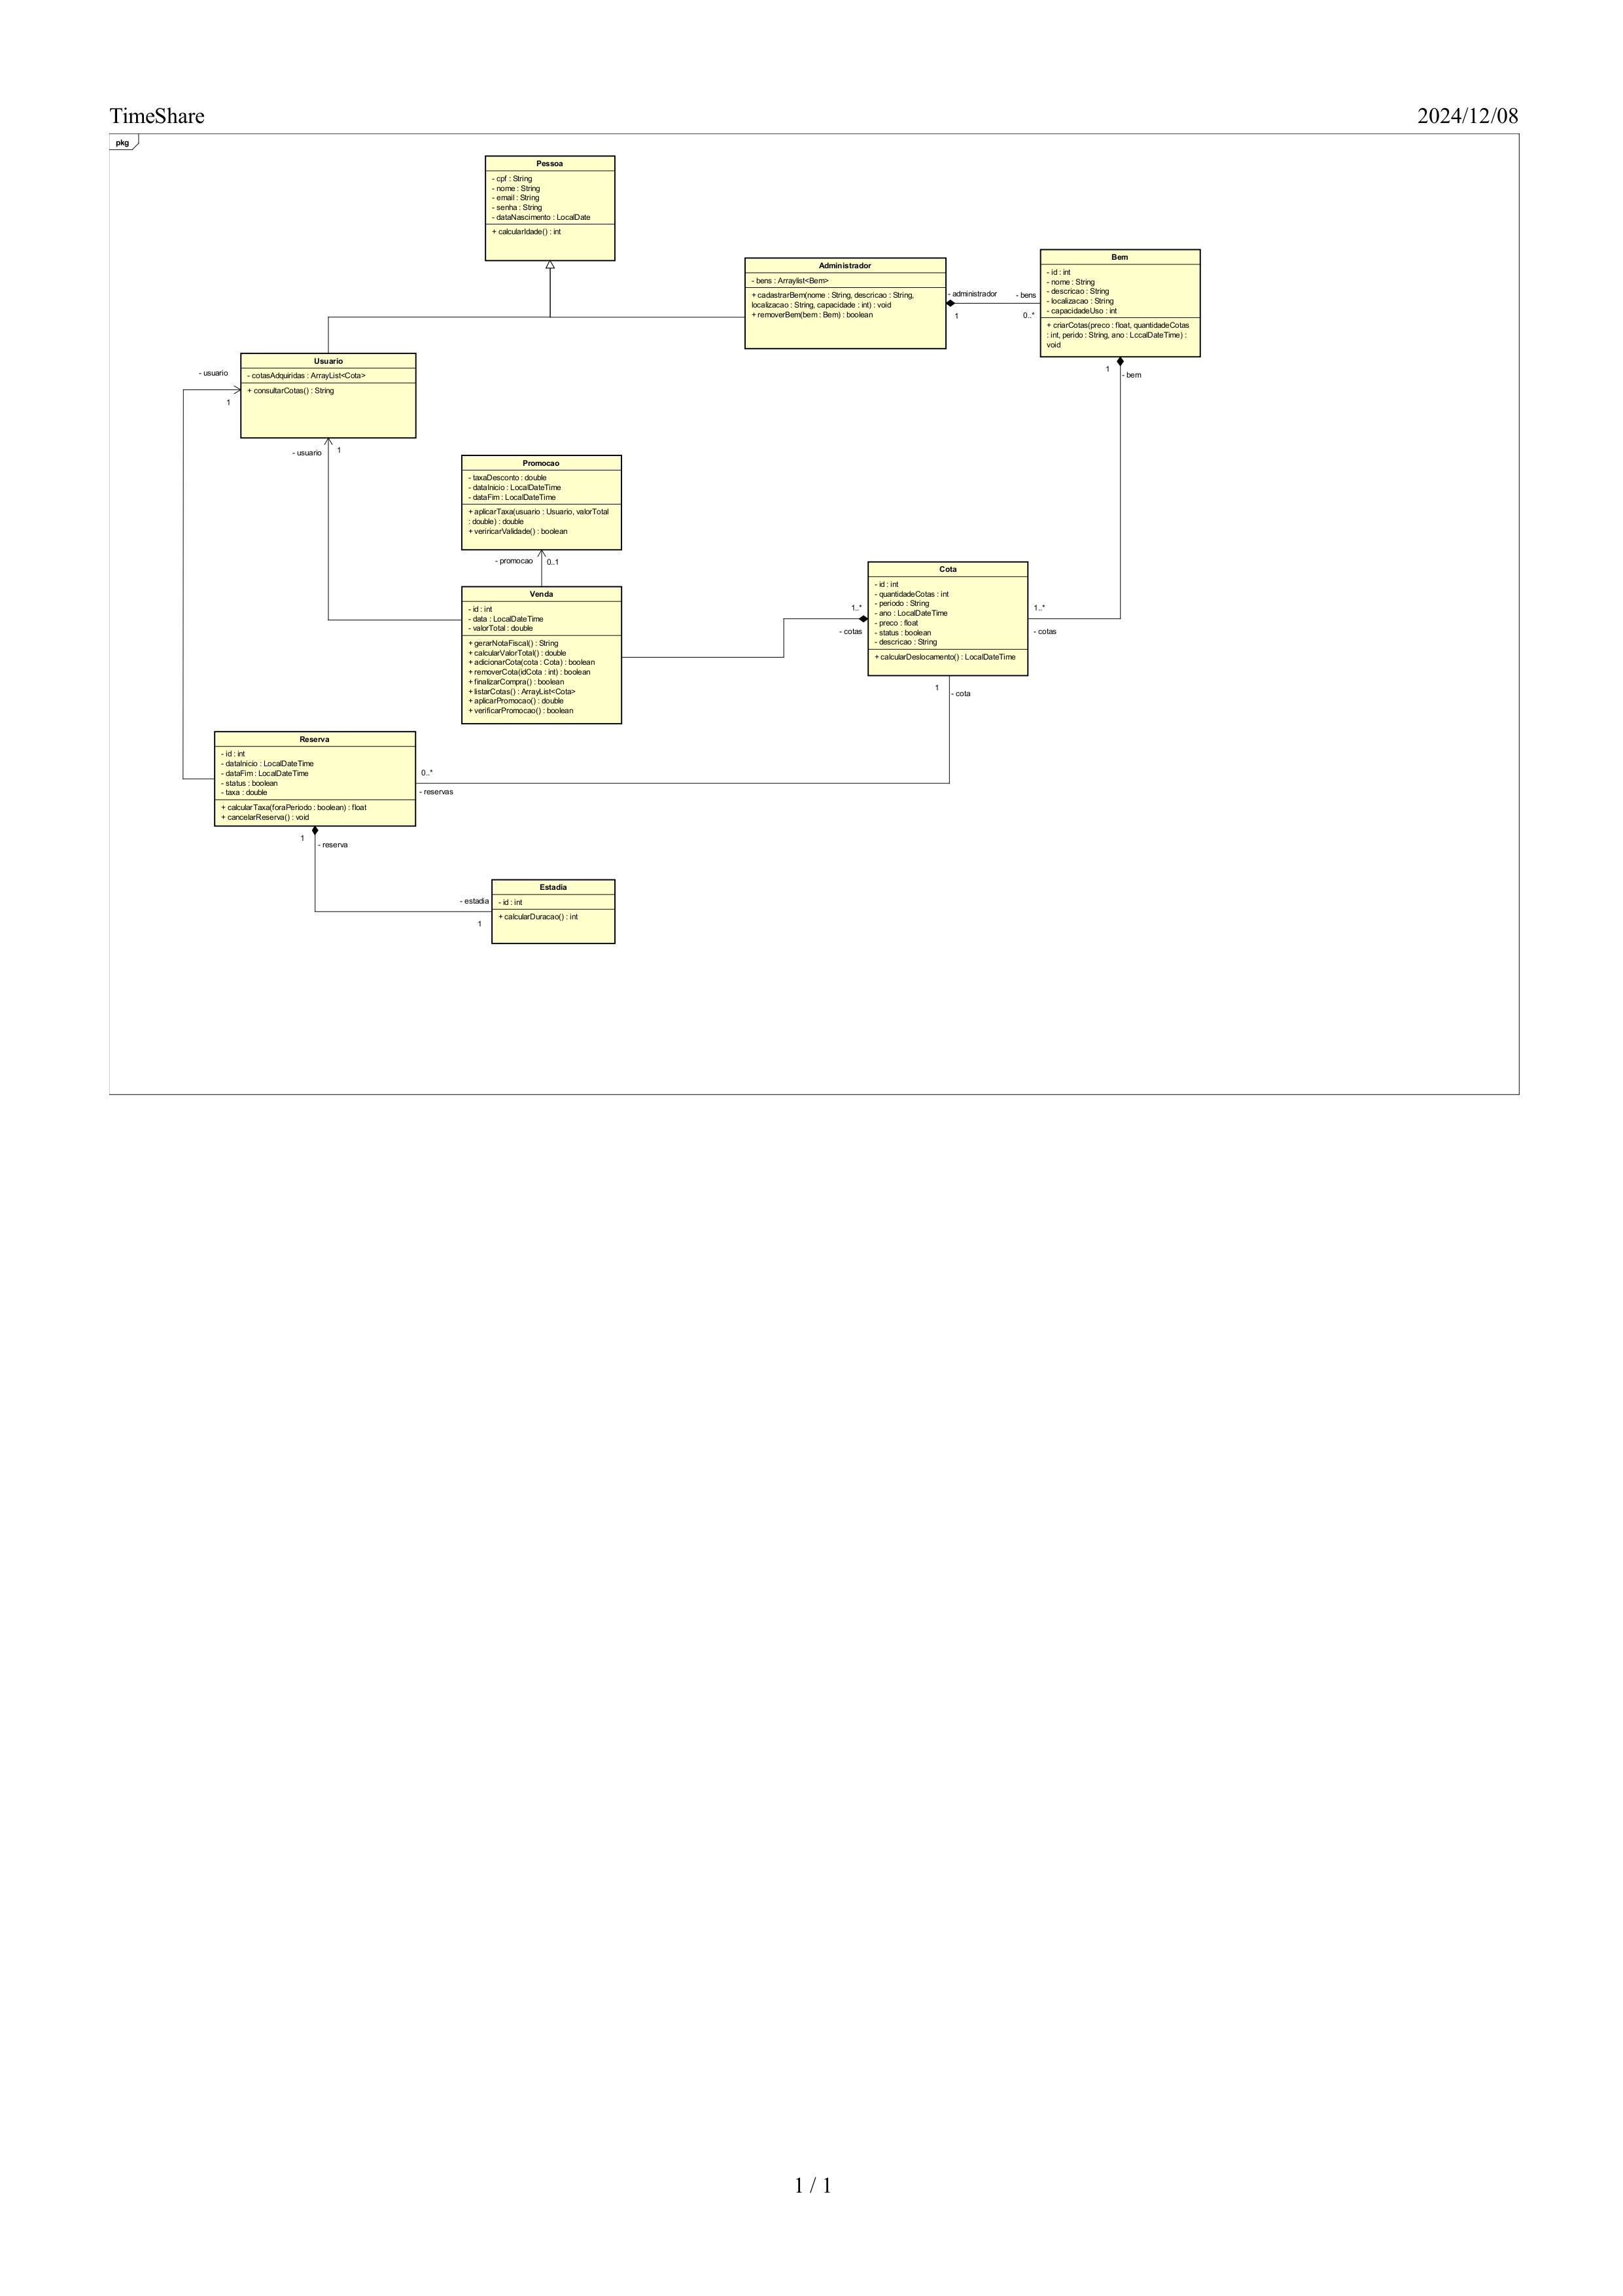 TimeShare
2024/12/08
pkg
Pessoa
- cpf : String
- nome : String
- email : String
- senha : String
- dataNascimento : LocalDate
+ calcularIdade() : int
Administrador
- bens : Arraylist<Bem>
+ cadastrarBem(nome : String, descricao : String,
localizacao : String, capacidade : int) : void
+ removerBem(bem : Bem) : boolean
- administrador
1
- bens
0..*
Bem
- id : int
- nome : String
- descricao : String
- localizacao : String
- capacidadeUso : int
+ criarCotas(preco : float, quantidadeCotas
: int, perido : String, ano : LocalDateTime) :
void
1
- bem
Usuario
- cotasAdquiridas : ArrayList<Cota>
+ consultarCotas() : String
- usuario
1
- usuario
1
Promocao
- taxaDesconto : double
- dataInicio : LocalDateTime
- dataFim : LocalDateTime
+ aplicarTaxa(usuario : Usuario, valorTotal
: double) : double
+ veriricarValidade() : boolean
- promocao
0..1
Venda
- id : int
- data : LocalDateTime
- valorTotal : double
+ gerarNotaFiscal() : String
+ calcularValorTotal() : double
+ adicionarCota(cota : Cota) : boolean
+ removerCota(idCota : int) : boolean
+ finalizarCompra() : boolean
+ listarCotas() : ArrayList<Cota>
+ aplicarPromocao() : double
+ verificarPromocao() : boolean
1..*
- cotas
Cota
- id : int
- quantidadeCotas : int
- periodo : String
- ano : LocalDateTime
- preco : float
- status : boolean
- descricao : String
+ calcularDeslocamento() : LocalDateTime
1..*
- cotas
1
- cota
Reserva
- id : int
- dataInicio : LocalDateTime
- dataFim : LocalDateTime
- status : boolean
- taxa : double
+ calcularTaxa(foraPeriodo : boolean) : float
+ cancelarReserva() : void
0..*
- reservas
1
- reserva
- estadia
1
Estadia
- id : int
+ calcularDuracao() : int
1 / 1